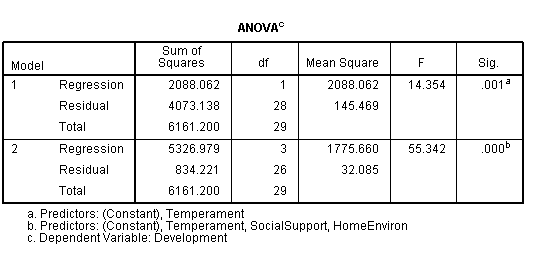 ANOVAc
Model Sum of Squares df Mean Square F Sig.
1 Regression 2088.062 1 2088.062 14.354 .001a
Residual 4073.138 28 145.469
Total 6161.200 29
2 Regression 5326.979 3 1775.660 55.342 .000b
Residual 834.221 26 32.085
Total 6161.200 29
a. Predictors: (Constant), Temperament
b. Predictors: (Constant), Temperament, SocialSupport, HomeEnviron
c. Dependent Variable: Development